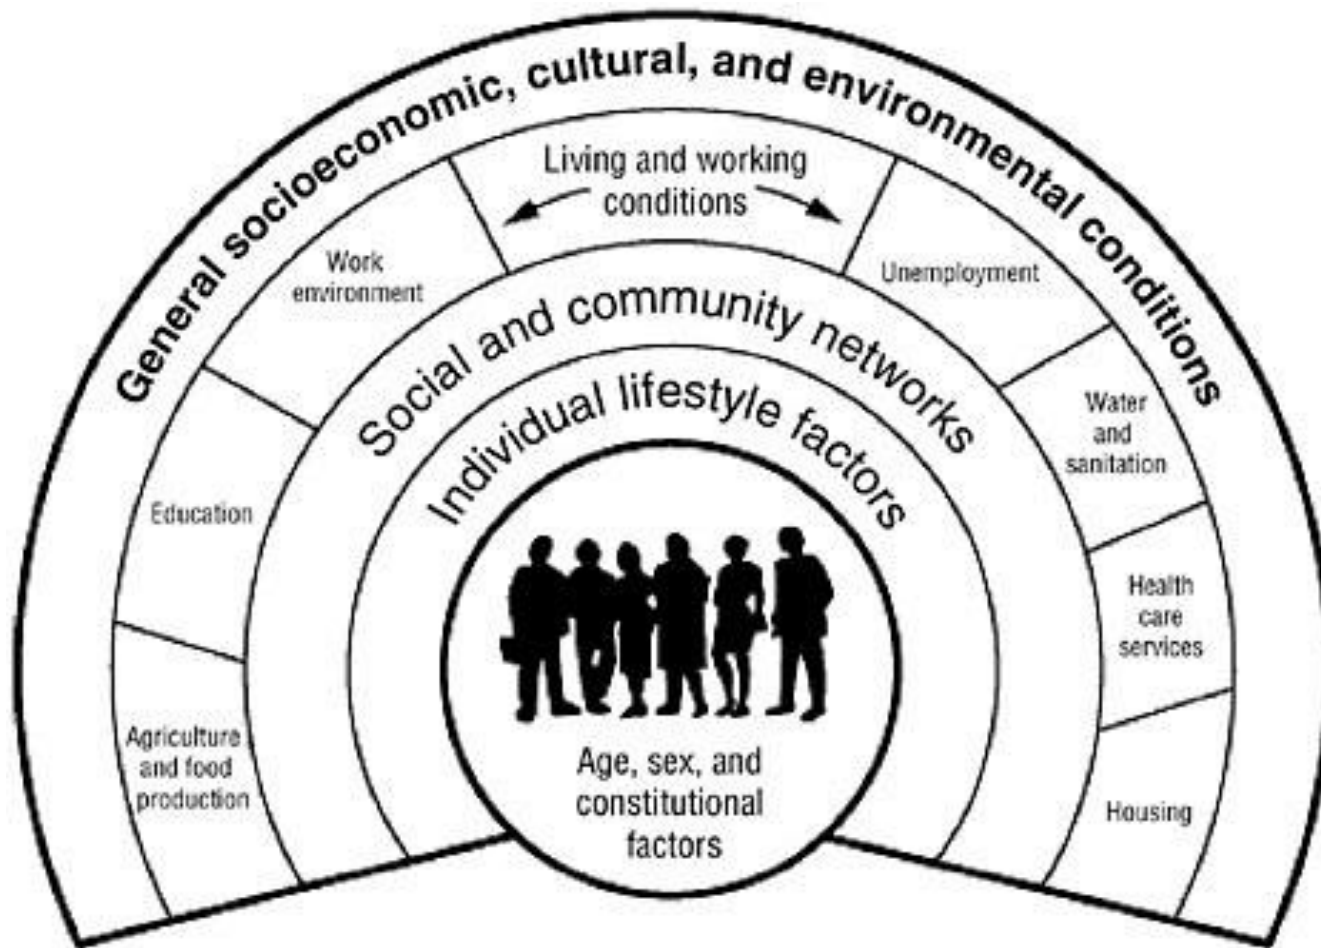 General socioeconomic, cultural, and environmental conditions
Living and working
conditions
Work
environment
Unemployment
Education
Water
and
sanitation
Agriculture
and food
production
Health
care
services
Housing
Social and community networks
Individual lifestyle factors
Age, sex, and
constitutional
factors